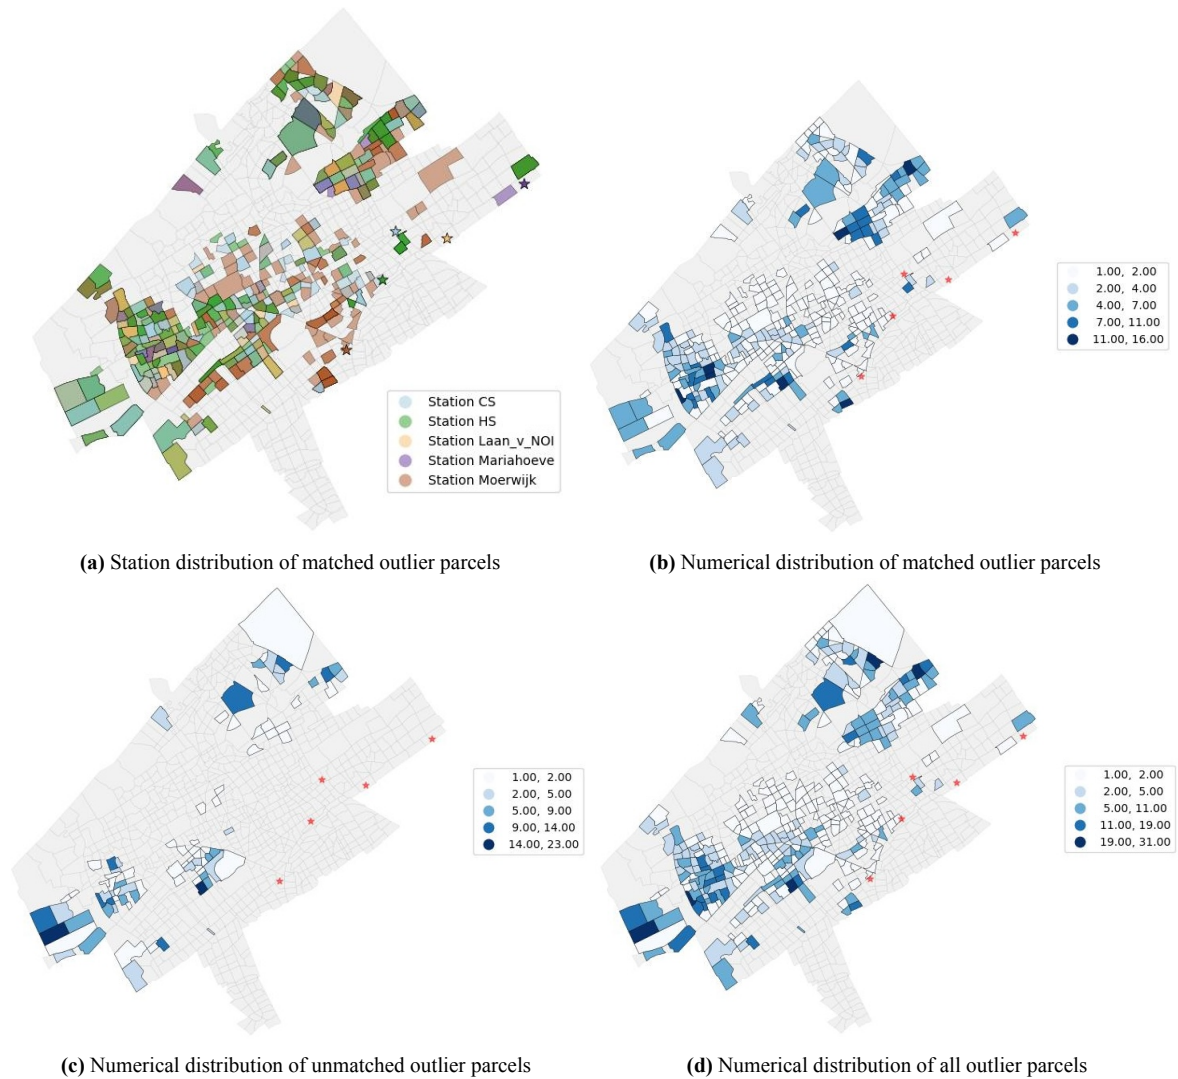 Station CS
Station HS
Station Laan_v_NOI
Station Mariahoeve
Station Moerwijk
1.00, 2.00
2.00, 4.00
4.00, 7.00
7.00, 11.00
11.00, 16.00
(a) Station distribution of matched outlier parcels
(b) Numerical distribution of matched outlier parcels
1.00, 2.00
2.00, 5.00
5.00, 9.00
9.00, 14.00
14.00, 23.00
1.00, 2.00
2.00, 5.00
5.00, 11.00
11.00, 19.00
19.00, 31.00
(c) Numerical distribution of unmatched outlier parcels
(d) Numerical distribution of all outlier parcels